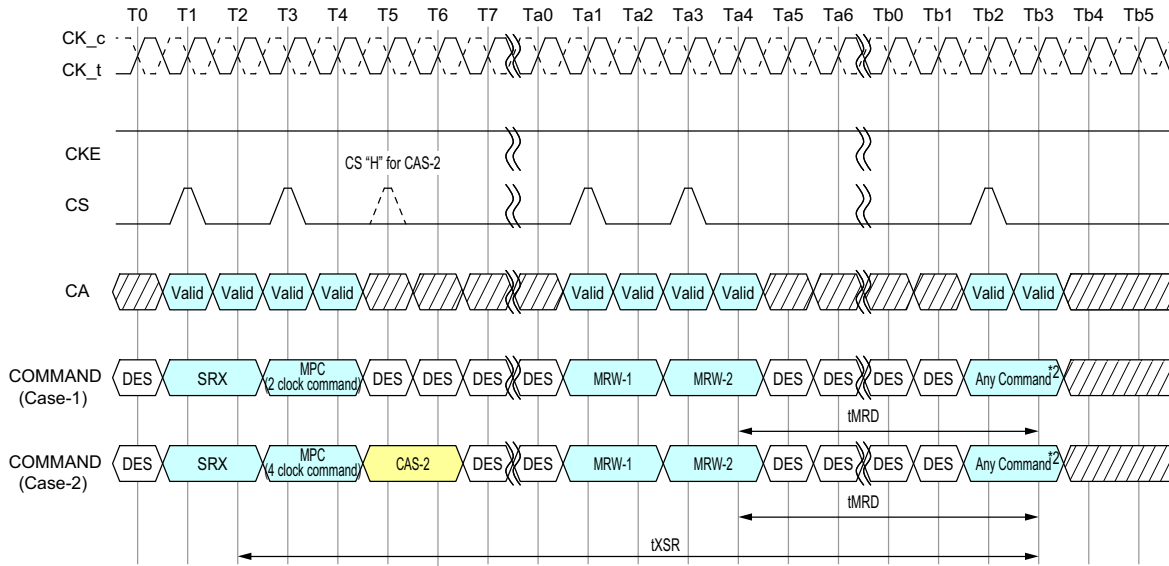 T0 T1 T2 T3 T4 T5 T6 T7 Ta0 Ta1 Ta2 Ta3 Ta4 Ta5 Ta6 Tb0 Tb1 Tb2 Tb3 Tb4 Tb5
CK_c
CK_t
CKE
CS “H” for CAS-2
CS
CA Valid Valid Valid Valid Valid Valid Valid Valid Valid Valid
COMMAND
(Case-1)
DES SRX MPC
(2 clock command)
DES DES DES DES MRW-1 MRW-2 DES DES DES DES Any Command*2
tMRD
COMMAND
(Case-2)
DES SRX MPC
(4 clock command)
CAS-2 DES DES MRW-1 MRW-2 DES DES DES DES Any Command*2
tMRD
tXSR